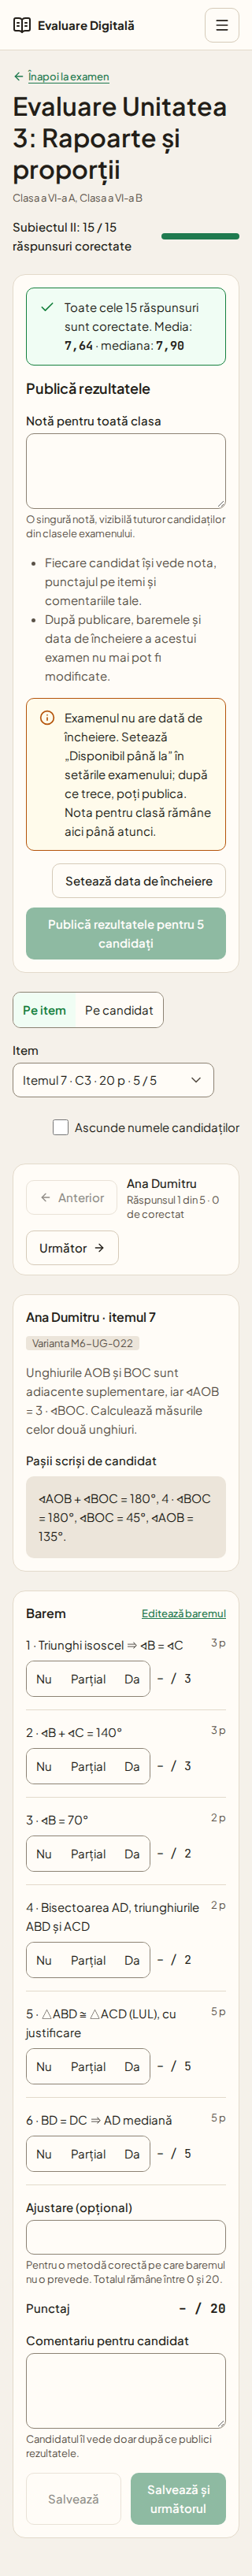 Evaluare Digitală
← Înapoi la examen
Evaluare Unitatea
3: Rapoarte și
proporții
Clasa a VI-a A, Clasa a VI-a B
Subiectul II: 15 / 15
răspunsuri corectate
Toate cele 15 răspunsuri
sunt corectate. Media:
7,64 · mediana: 7,90
Publică rezultatele
Notă pentru toată clasa
O singură notă, vizibilă tuturor candidaților
din clasele examenului.
• Fiecare candidat își vede nota,
punctajul pe itemi și
comentariile tale.
• După publicare, baremele și
data de încheiere a acestui
examen nu mai pot fi
modificate.
Examenul nu are dată de
încheiere. Setează
„Disponibil până la” în
setările examenului; după
ce trece, poți publica.
Nota pentru clasă rămâne
aici până atunci.
Setează data de încheiere
Publică rezultatele pentru 5
candidați
Pe item
Pe candidat
Item
Itemul 7 · C3 · 20 p · 5 / 5
Ascunde numele candidaților
← Anterior
Ana Dumitru
Răspunsul 1 din 5 · 0
de corectat
Următor →
Ana Dumitru · itemul 7
Varianta M6-UG-022
Unghiurile AOB și BOC sunt
adiacente suplementare, iar ∢AOB
= 3 · ∢BOC. Calculează măsurile
celor două unghiuri.
Pașii scriși de candidat
∢AOB + ∢BOC = 180°, 4 · ∢BOC
= 180°, ∢BOC = 45°, ∢AOB =
135°.
Barem
Editează baremul
1 · Triunghi isoscel ⇒ ∢B = ∢C
3 p
Nu Parțial Da – / 3
2 · ∢B + ∢C = 140°
3 p
Nu Parțial Da – / 3
3 · ∢B = 70°
2 p
Nu Parțial Da – / 2
4 · Bisectoarea AD, triunghiurile
ABD și ACD
2 p
Nu Parțial Da – / 2
5 · △ABD ≅ △ACD (LUL), cu
justificare
5 p
Nu Parțial Da – / 5
6 · BD = DC ⇒ AD mediană
5 p
Nu Parțial Da – / 5
Ajustare (opțional)
Pentru o metodă corectă pe care baremul
nu o prevede. Totalul rămâne între 0 și 20.
Punctaj
– / 20
Comentariu pentru candidat
Candidatul îl vede doar după ce publici
rezultatele.
Salvează
Salvează și
următorul